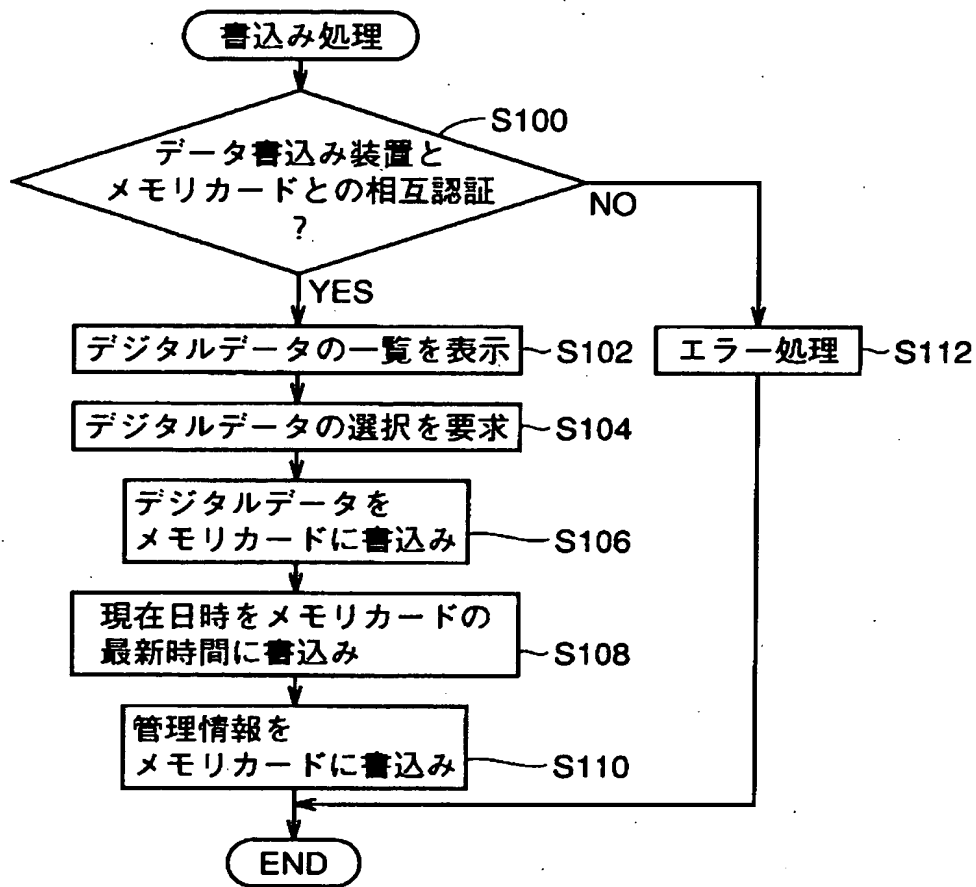 書込み処理
S100
データ書込み装置と
メモリカードとの相互認証
?
NO
YES
デジタルデータの一覧を表示
S102
エラー処理
S112
デジタルデータの選択を要求
S104
デジタルデータを
メモリカードに書込み
S106
現在日時をメモリカードの
最新時間に書込み
S108
管理情報を
メモリカードに書込み
S110
END